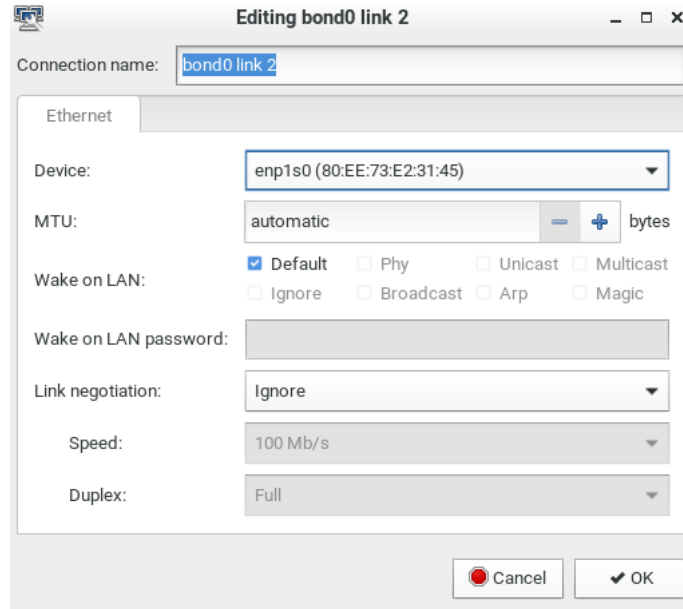 Editing bond0 link 2
Connection name: bond0 link 2
Ethernet
Device: enp1s0 (80:EE:73:E2:31:45)
MTU: automatic bytes
Wake on LAN: Default Phy Unicast Multicast
Ignore Broadcast Arp Magic
Wake on LAN password:
Link negotiation: Ignore
Speed: 100 Mb/s
Duplex: Full
Cancel OK